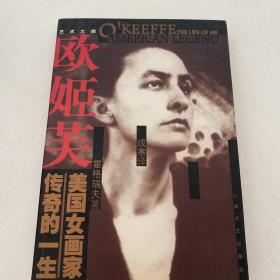 艺术大师
O'KEEFFE THE LIFE OF AN
AMERICAN LEGEND
欧姬芙
美国女画家
传奇的一生
霍格瑞夫著
成寒译